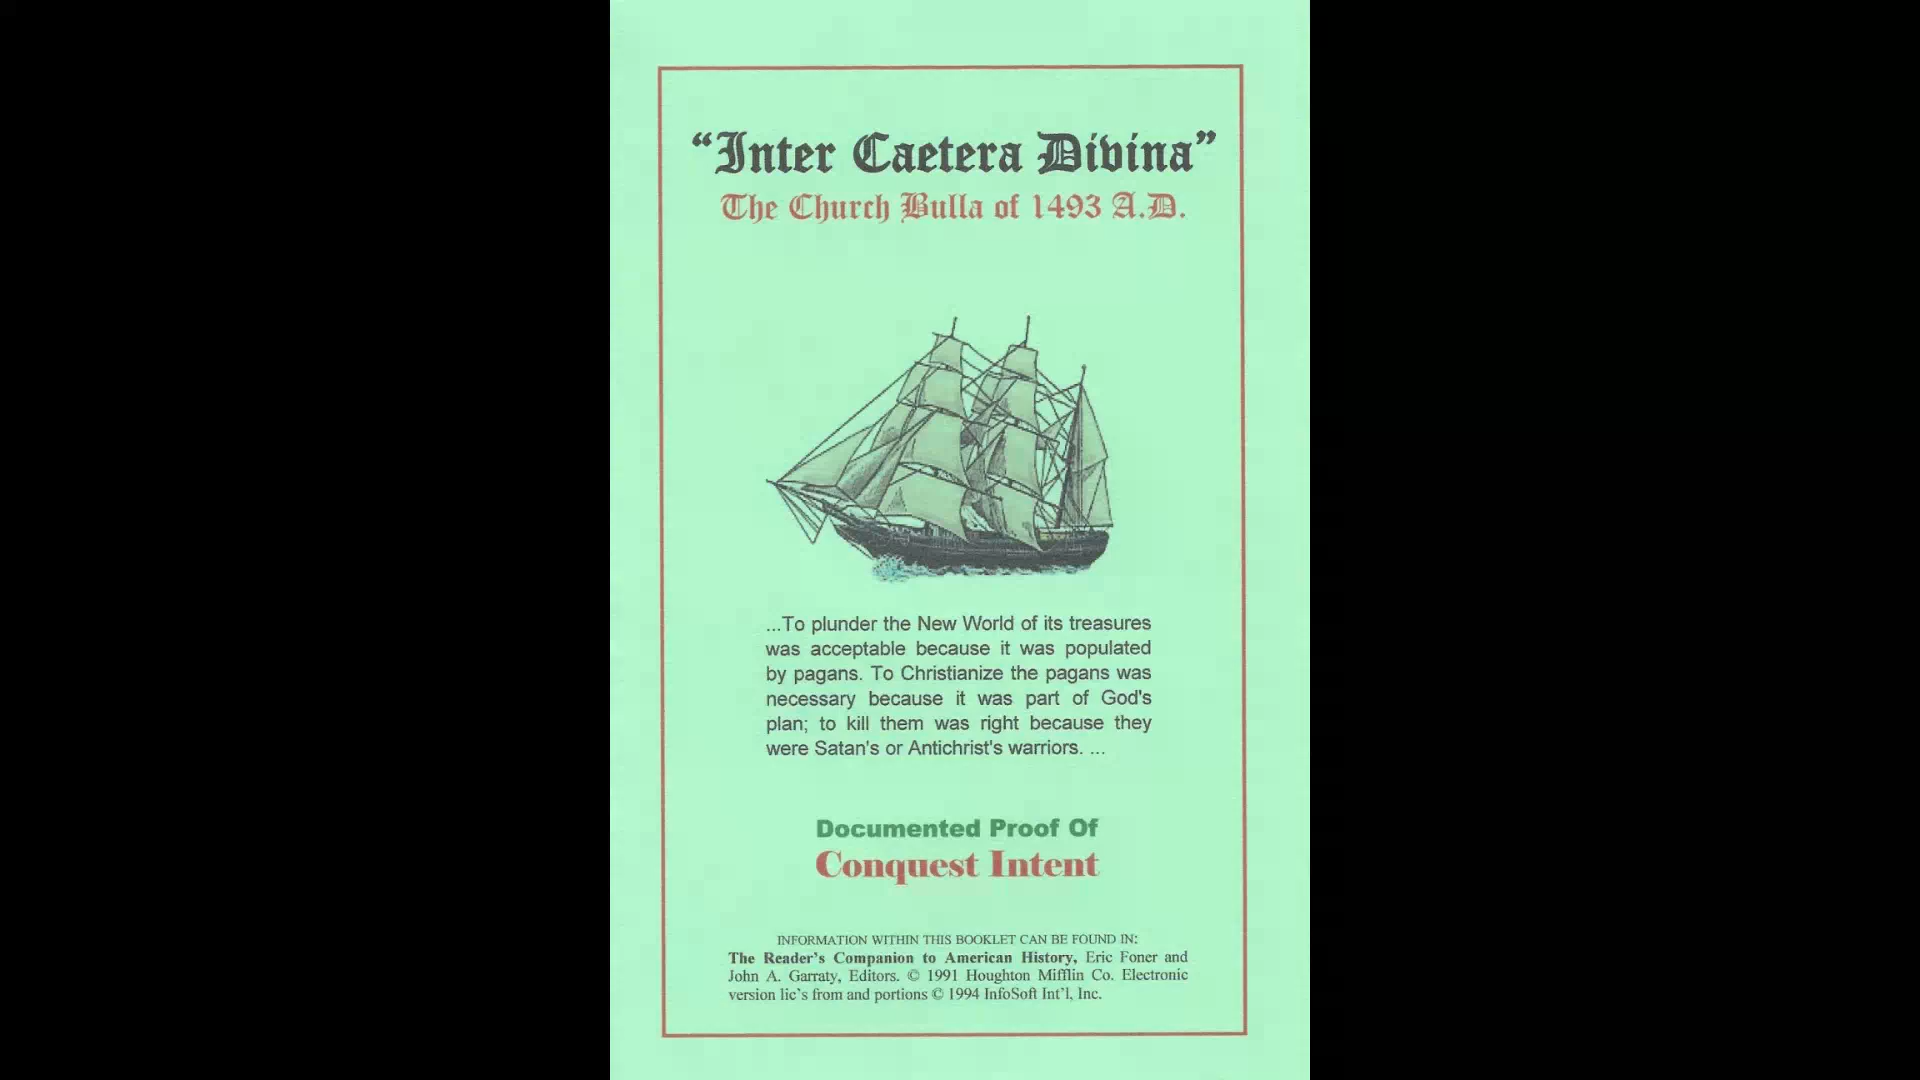 “Inter Caetera Divina”
The Church Bulla of 1493 A.D.
...To plunder the New World of its treasures
was acceptable because it was populated
by pagans. To Christianize the pagans was
necessary because it was part of God's
plan; to kill them was right because they
were Satan's or Antichrist's warriors. ...
Documented Proof Of
Conquest Intent
INFORMATION WITHIN THIS BOOKLET CAN BE FOUND IN:
The Reader’s Companion to American History, Eric Foner and
John A. Garraty, Editors. © 1991 Houghton Mifflin Co. Electronic
version lic’s from and portions © 1994 InfoSoft Int’l, Inc.